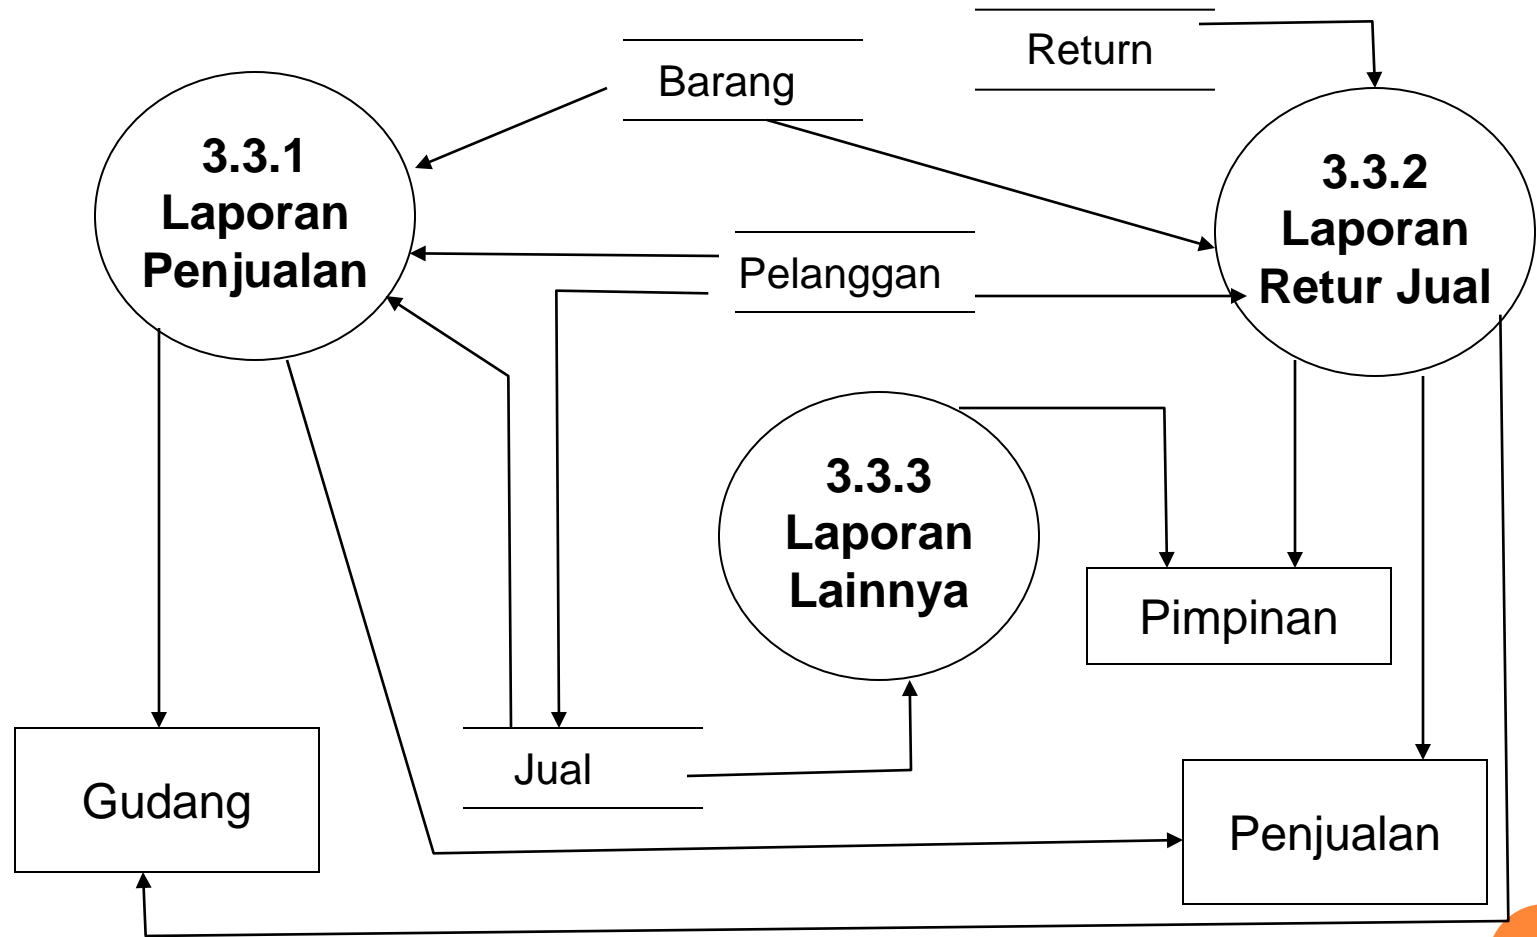 Return
Barang
3.3.1
Laporan
Penjualan
3.3.2
Laporan
Retur Jual
Pelanggan
3.3.3
Laporan
Lainnya
Pimpinan
Jual
Gudang
Penjualan